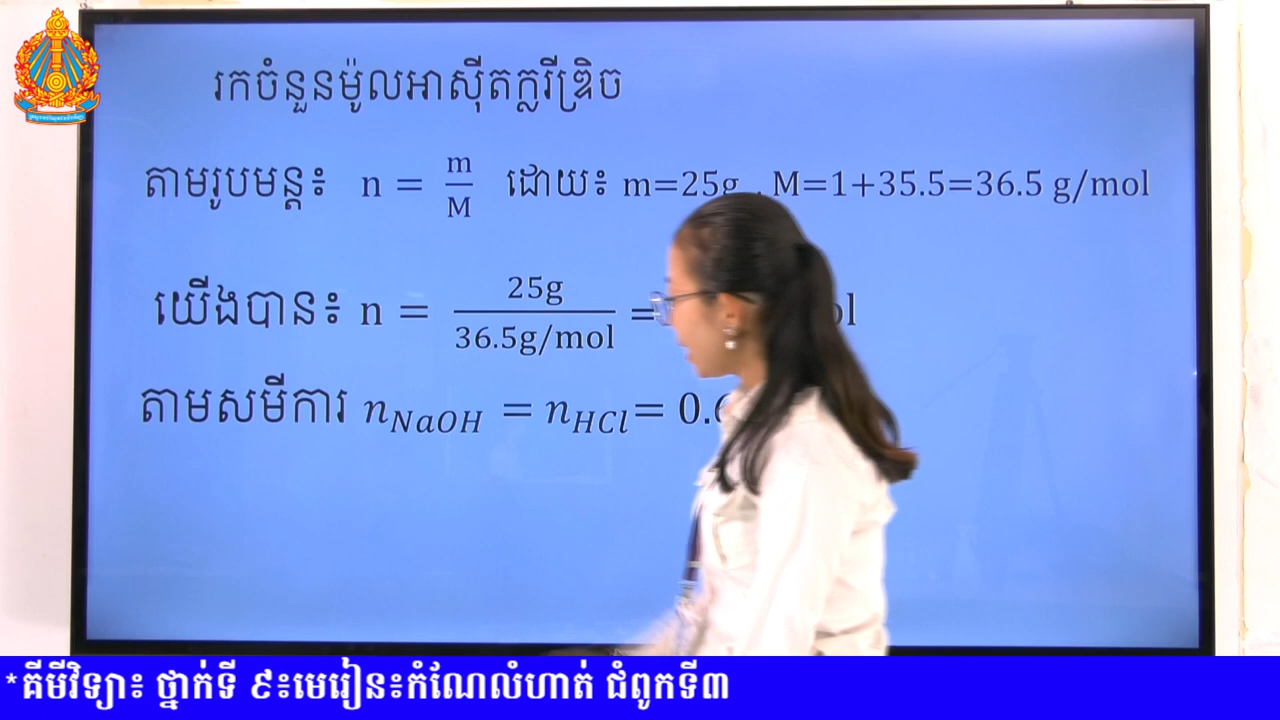 រកចំនួនម៉ូលអាស៊ីតក្លរីឌ្រិច
តាមរូបមន្ត៖ n = m/M ដោយ៖ m=25g , M=1+35.5=36.5 g/mol
យើងបាន៖ n = 25g/36.5g/mol =
តាមសមីការ n_NaOH = n_HCl = 0.6
*គីមីវិទ្យា៖ ថ្នាក់ទី ៩៖មេរៀន៖កំណែលំហាត់ ជំពូកទី៣